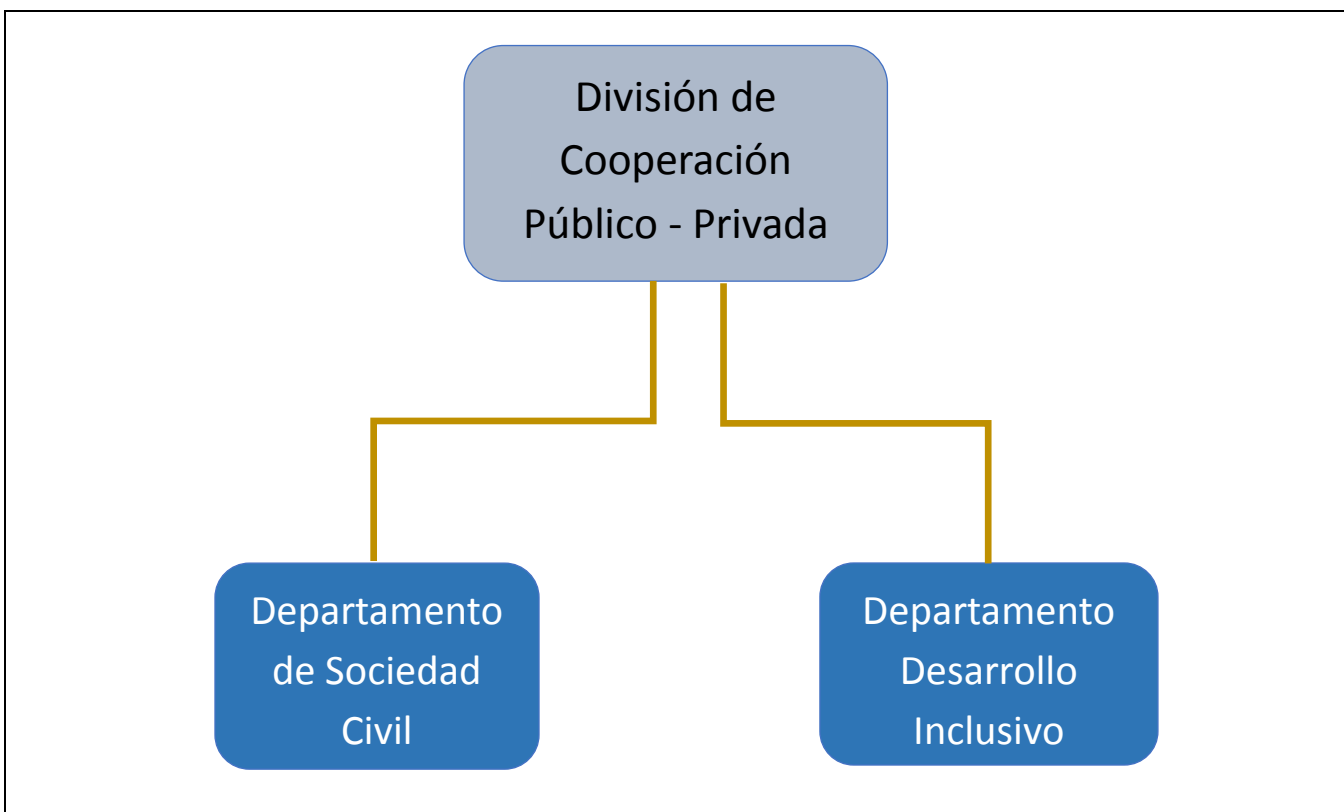 División de
Cooperación
Público - Privada
Departamento
de Sociedad
Civil
Departamento
Desarrollo
Inclusivo